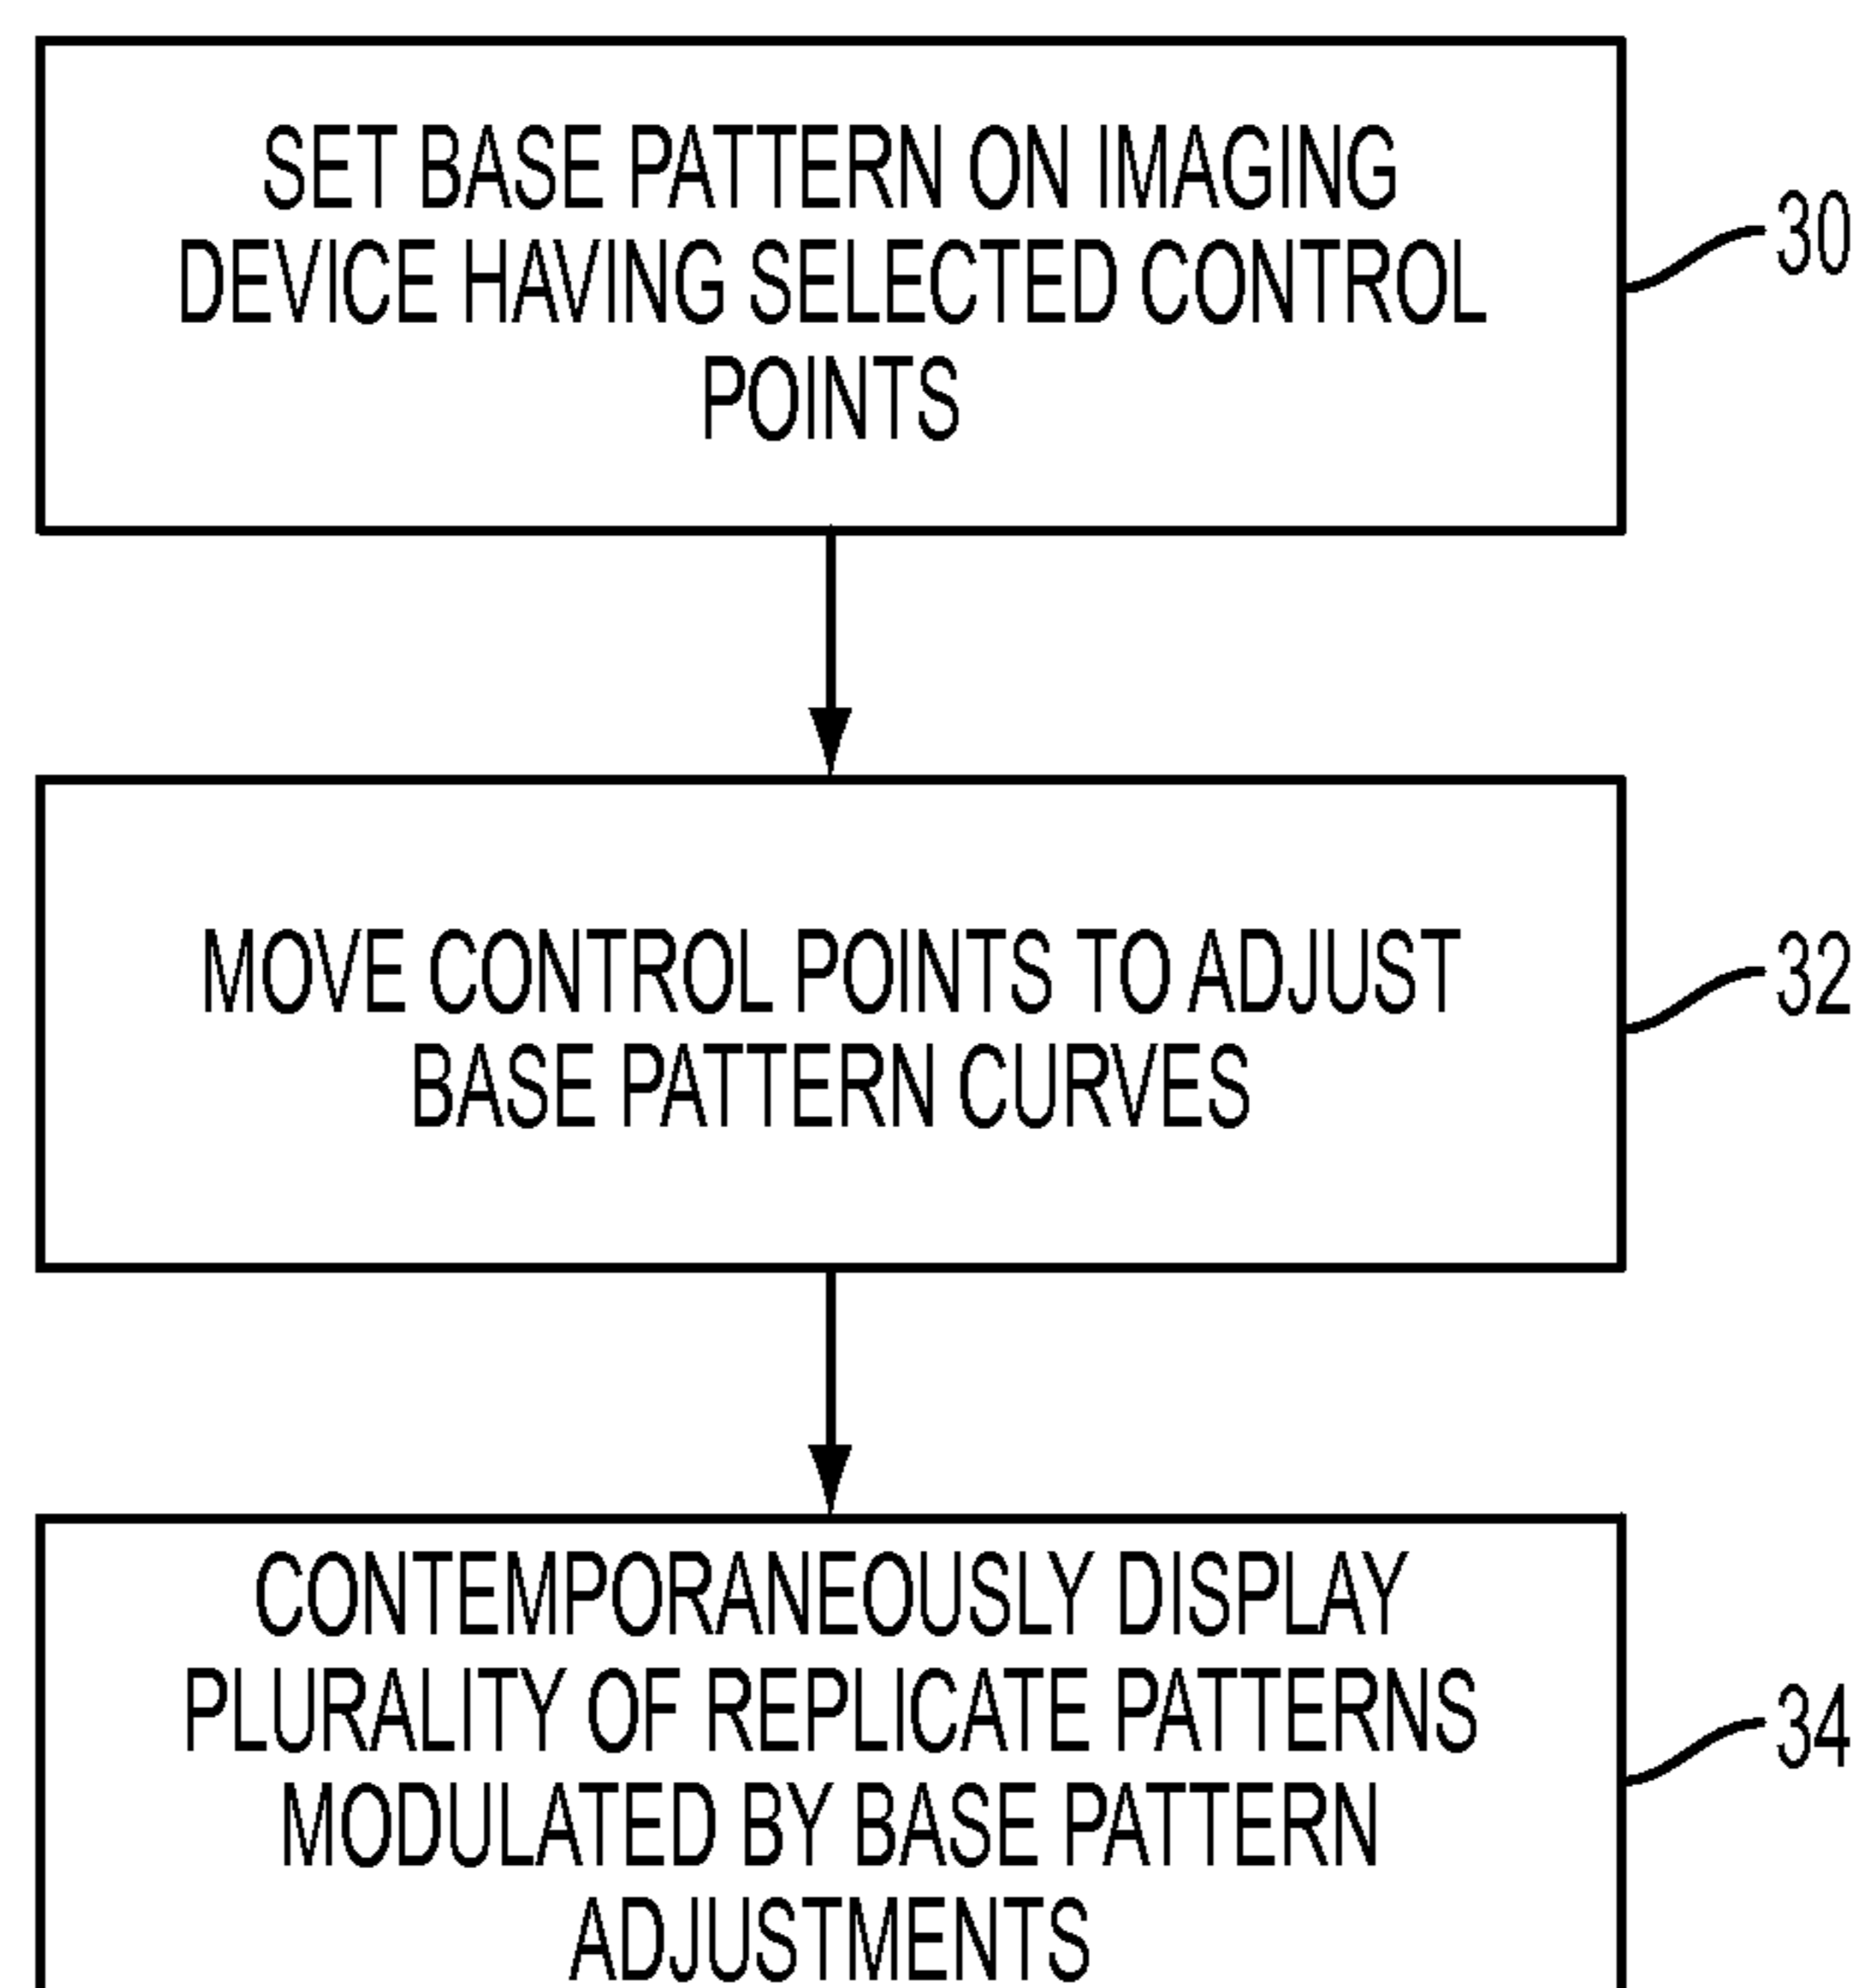 SET BASE PATTERN ON IMAGING
DEVICE HAVING SELECTED CONTROL
POINTS
30
MOVE CONTROL POINTS TO ADJUST
BASE PATTERN CURVES
32
CONTEMPORANEOUSLY DISPLAY
PLURALITY OF REPLICATE PATTERNS
MODULATED BY BASE PATTERN
ADJUSTMENTS
34